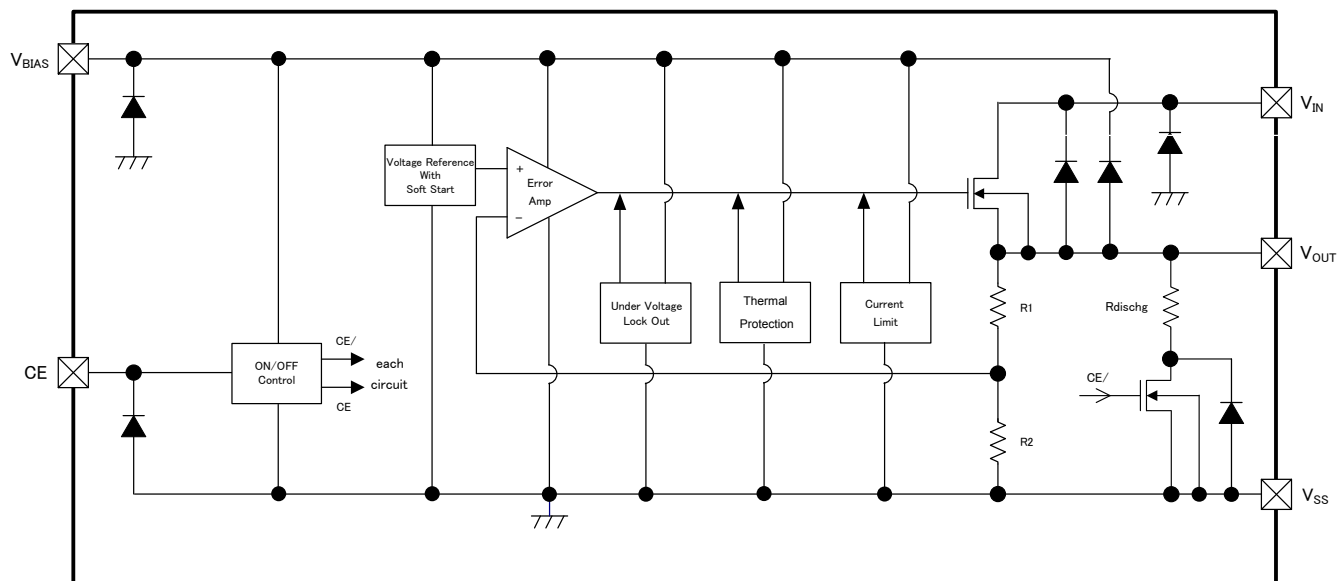 VBIAS
VIN
Voltage Reference
With
Soft Start
+
Error
Amp
−
VOUT
Under Voltage
Lock Out
Thermal
Protection
Current
Limit
R1
Rdischg
CE
ON/OFF
Control
CE/
each
circuit
CE
CE/
R2
VSS